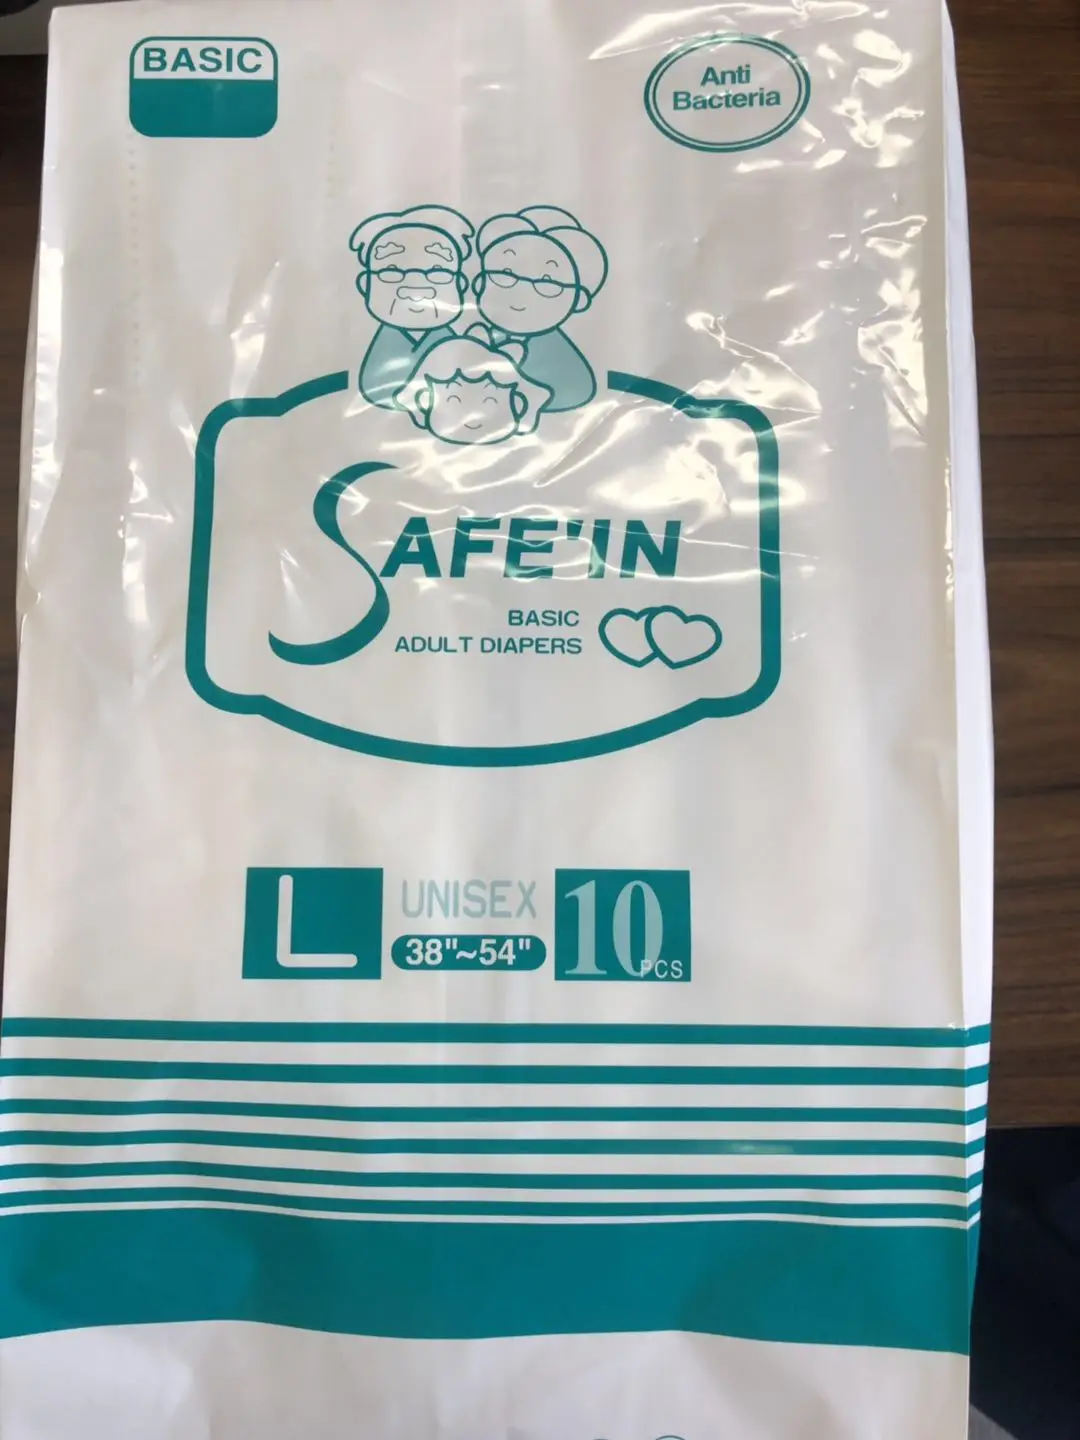 BASIC
Anti
Bacteria
SAFE'IN
BASIC
ADULT DIAPERS
L
UNISEX
38"~54"
10
PCS